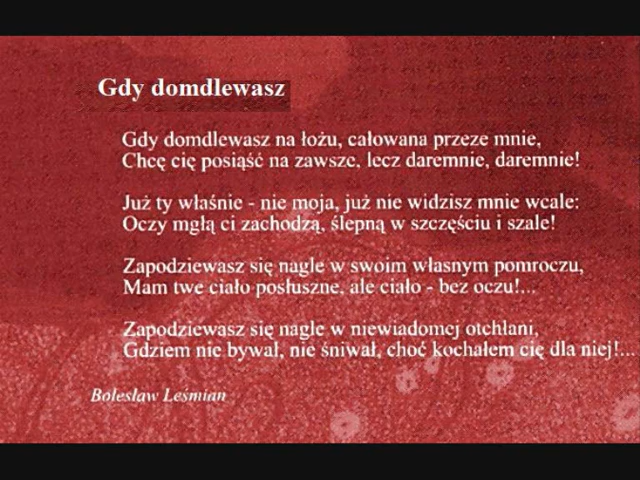 Gdy domdlewasz
Gdy domdlewasz na łożu, całowana przeze mnie,
Chcę cię posiąść na zawsze, lecz daremnie, daremnie!
Już ty właśnie - nie moja, już nie widzisz mnie wcale:
Oczy mgłą ci zachodzą, ślepną w szczęściu i szale!
Zapodziewasz się nagle w swoim własnym pomroczu,
Mam twe ciało posłuszne, ale ciało - bez oczu!...
Zapodziewasz się nagle w niewiadomej otchłani,
Gdziem nie bywał, nie śniwał, choć kochałem cię dla niej!...
Bolesław Leśmian